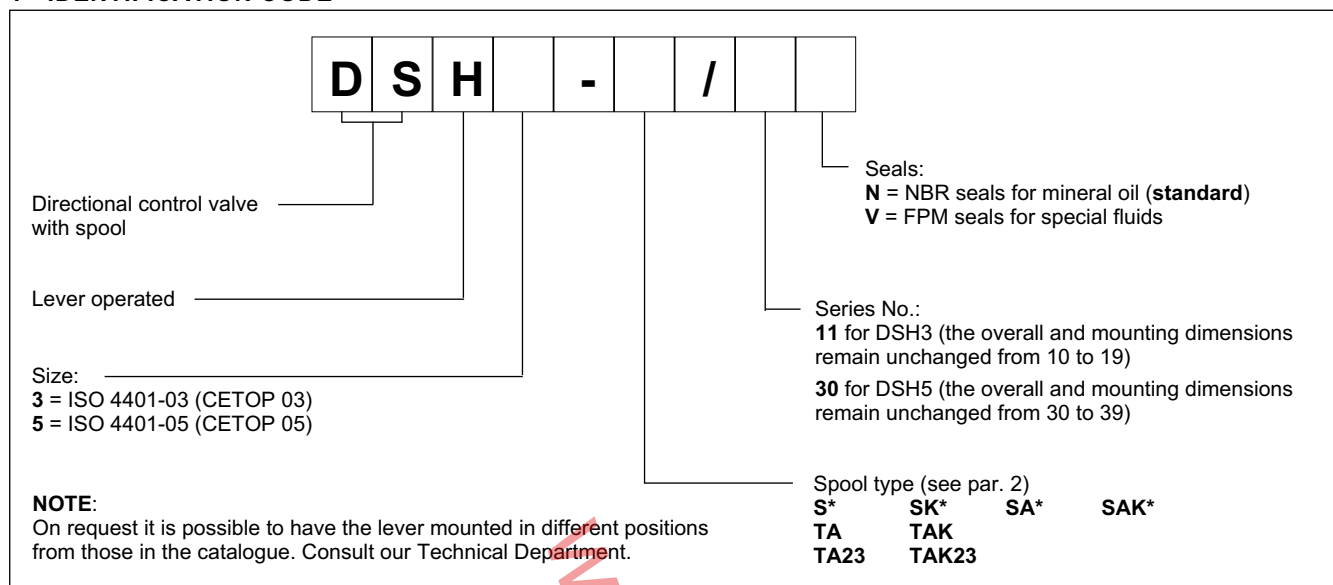 D S H - /
Directional control valve
with spool
Lever operated
Size:
3 = ISO 4401-03 (CETOP 03)
5 = ISO 4401-05 (CETOP 05)
NOTE:
On request it is possible to have the lever mounted in different positions
from those in the catalogue. Consult our Technical Department.
Seals:
N = NBR seals for mineral oil (standard)
V = FPM seals for special fluids
Series No.:
11 for DSH3 (the overall and mounting dimensions
remain unchanged from 10 to 19)
30 for DSH5 (the overall and mounting dimensions
remain unchanged from 30 to 39)
Spool type (see par. 2)
S* SK* SA* SAK*
TA TAK
TA23 TAK23
W